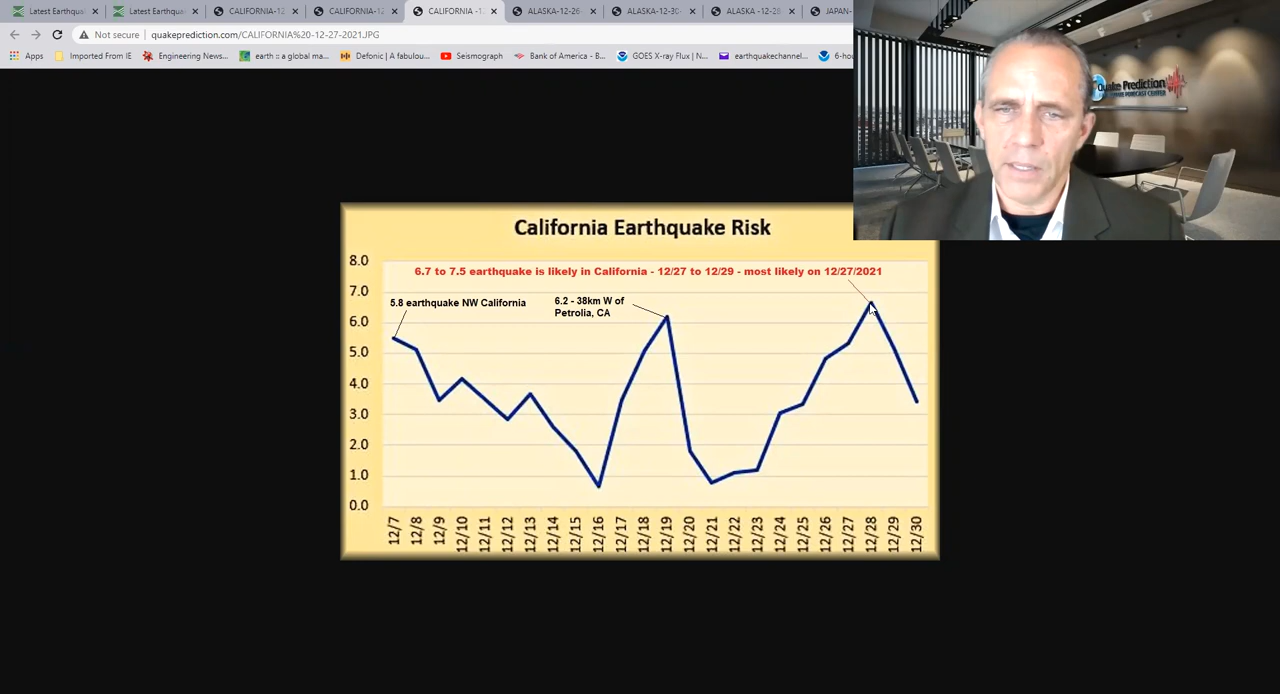 Latest Earthqua
Latest Earthqua
CALIFORNIA-12
CALIFORNIA-12
CALIFORNIA -1
ALASKA-12-26-
ALASKA-12-30-
ALASKA -12-28
JAPAN-
Not secure
quakeprediction.com/CALIFORNIA%20-12-27-2021.JPG
Apps
Imported From IE
Engineering News...
earth :: a global ma...
Defonic | A fabulou...
Seismograph
Bank of America - B...
GOES X-ray Flux | N...
earthquakechannel...
6-hou
Quake Prediction
California Earthquake Risk
6.7 to 7.5 earthquake is likely in California - 12/27 to 12/29 - most likely on 12/27/2021
5.8 earthquake NW California
6.2 - 38km W of
Petrolia, CA
8.0
7.0
6.0
5.0
4.0
3.0
2.0
1.0
0.0
12/7
12/8
12/9
12/10
12/11
12/12
12/13
12/14
12/15
12/16
12/17
12/18
12/19
12/20
12/21
12/22
12/23
12/24
12/25
12/26
12/27
12/28
12/29
12/30